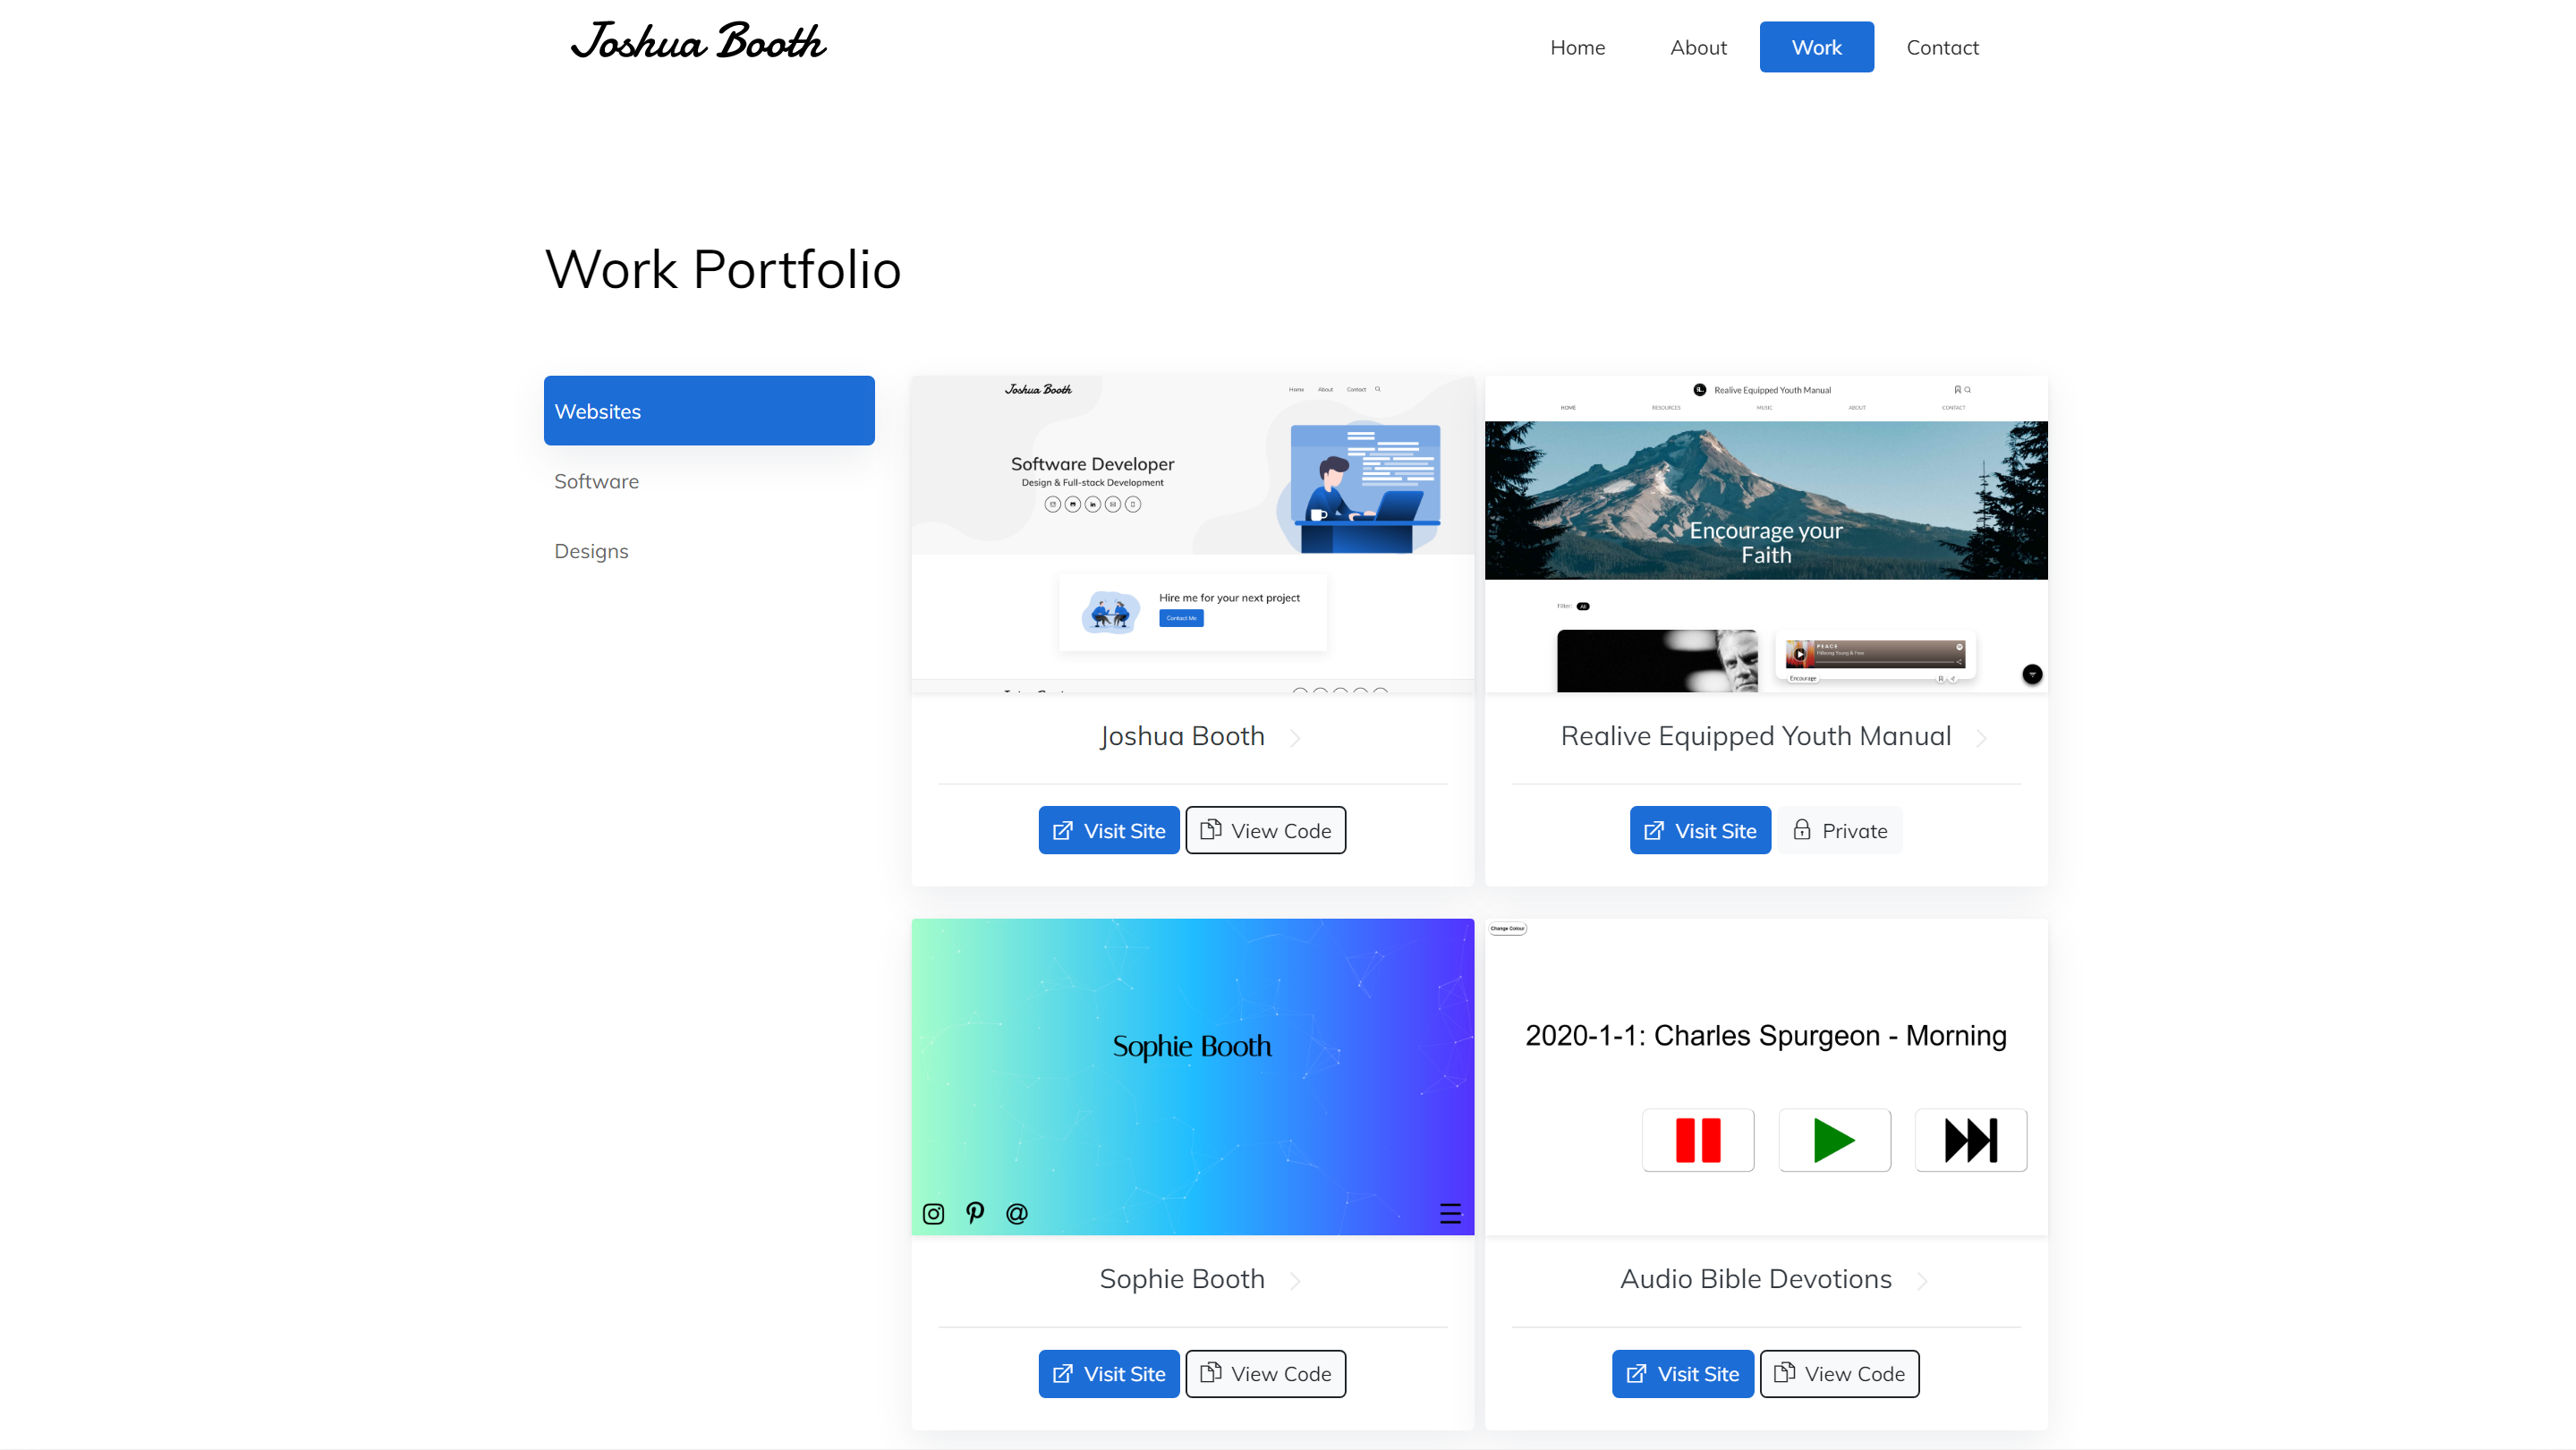 Joshua Booth
Home About Work Contact
Work Portfolio
Websites
Software
Designs
Joshua Booth
Home About Contact
Software Developer
Design & Full-stack Development
Hire me for your next project
Contact Me
Realive Equipped Youth Manual
HOME RESOURCES MUSIC ABOUT CONTACT
Encourage your
Faith
Filter: All
PEACE
Hillsong Young & Free
Encourage
Joshua Booth
Visit Site View Code
Realive Equipped Youth Manual
Visit Site Private
Sophie Booth
Change Colour
2020-1-1: Charles Spurgeon - Morning
Sophie Booth
Visit Site View Code
Audio Bible Devotions
Visit Site View Code